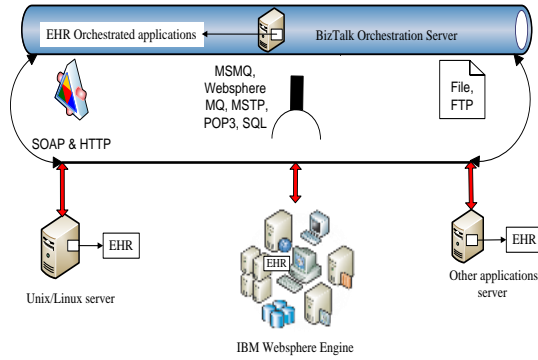 EHR Orchestrated applications
BizTalk Orchestration Server
MSMQ,
Websphere
MQ, MSTP,
POP3, SQL
File,
FTP
SOAP & HTTP
EHR
EHR
EHR
Unix/Linux server
Other applications
server
IBM Websphere Engine